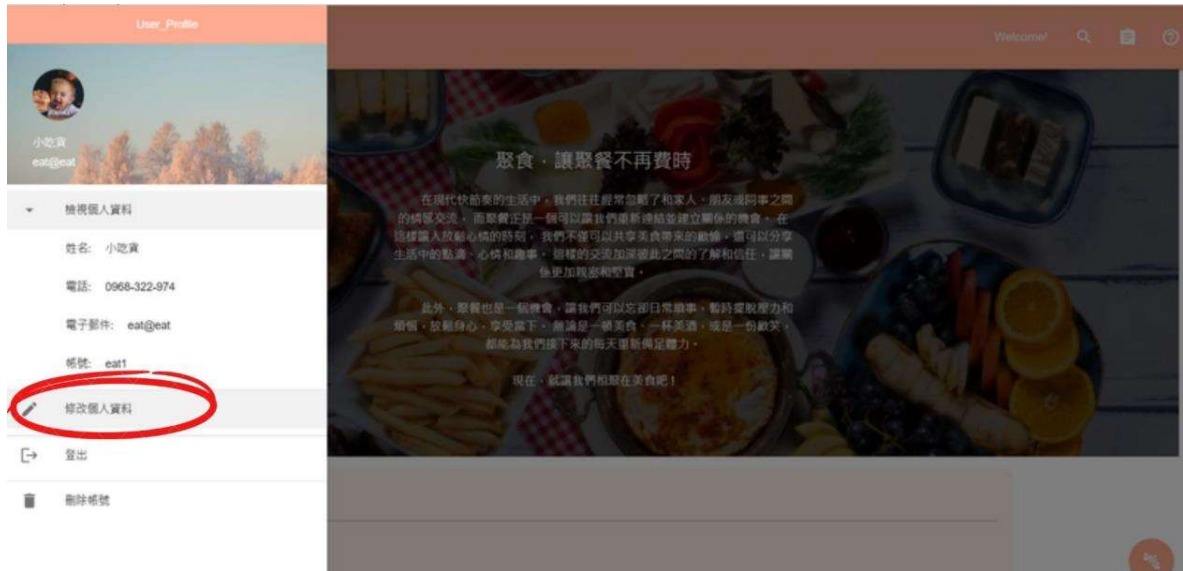 User_Profile
Welcome!
小吃貨
eat@eat
檢視個人資料
姓名: 小吃貨
電話: 0968-322-974
電子郵件: eat@eat
帳號: eat1
修改個人資料
登出
刪除帳號
聚食，讓聚餐不再費時
在現代快節奏的生活中，我們往往經常忽略了和家人、朋友或同事之間
的情感交流， 而聚餐正是一個可以讓我們重新連結並建立關係的機會。 在
這樣讓人放鬆心情的時刻， 我們不僅可以共享美食帶來的歡愉，還可以分享
生活中的點滴、心情和趣事。 這樣的交流加深彼此之間的了解和信任，讓關
係更加親密和堅實。
此外，聚餐也是一個機會，讓我們可以忘卻日常瑣事、暫時擺脫壓力和
煩惱，放鬆身心，享受當下。 無論是一頓美食、一杯美酒，或是一份歡笑，
都能為我們接下來的每天重新備足體力。
現在，就讓我們相聚在美食吧！